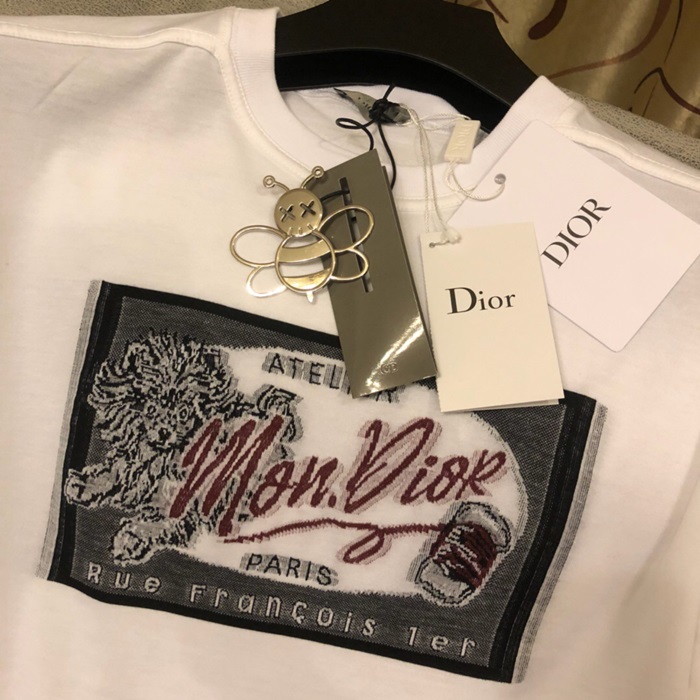 DIOR
Dior
ATELIER
Mon.Dior
PARIS
Rue François 1er